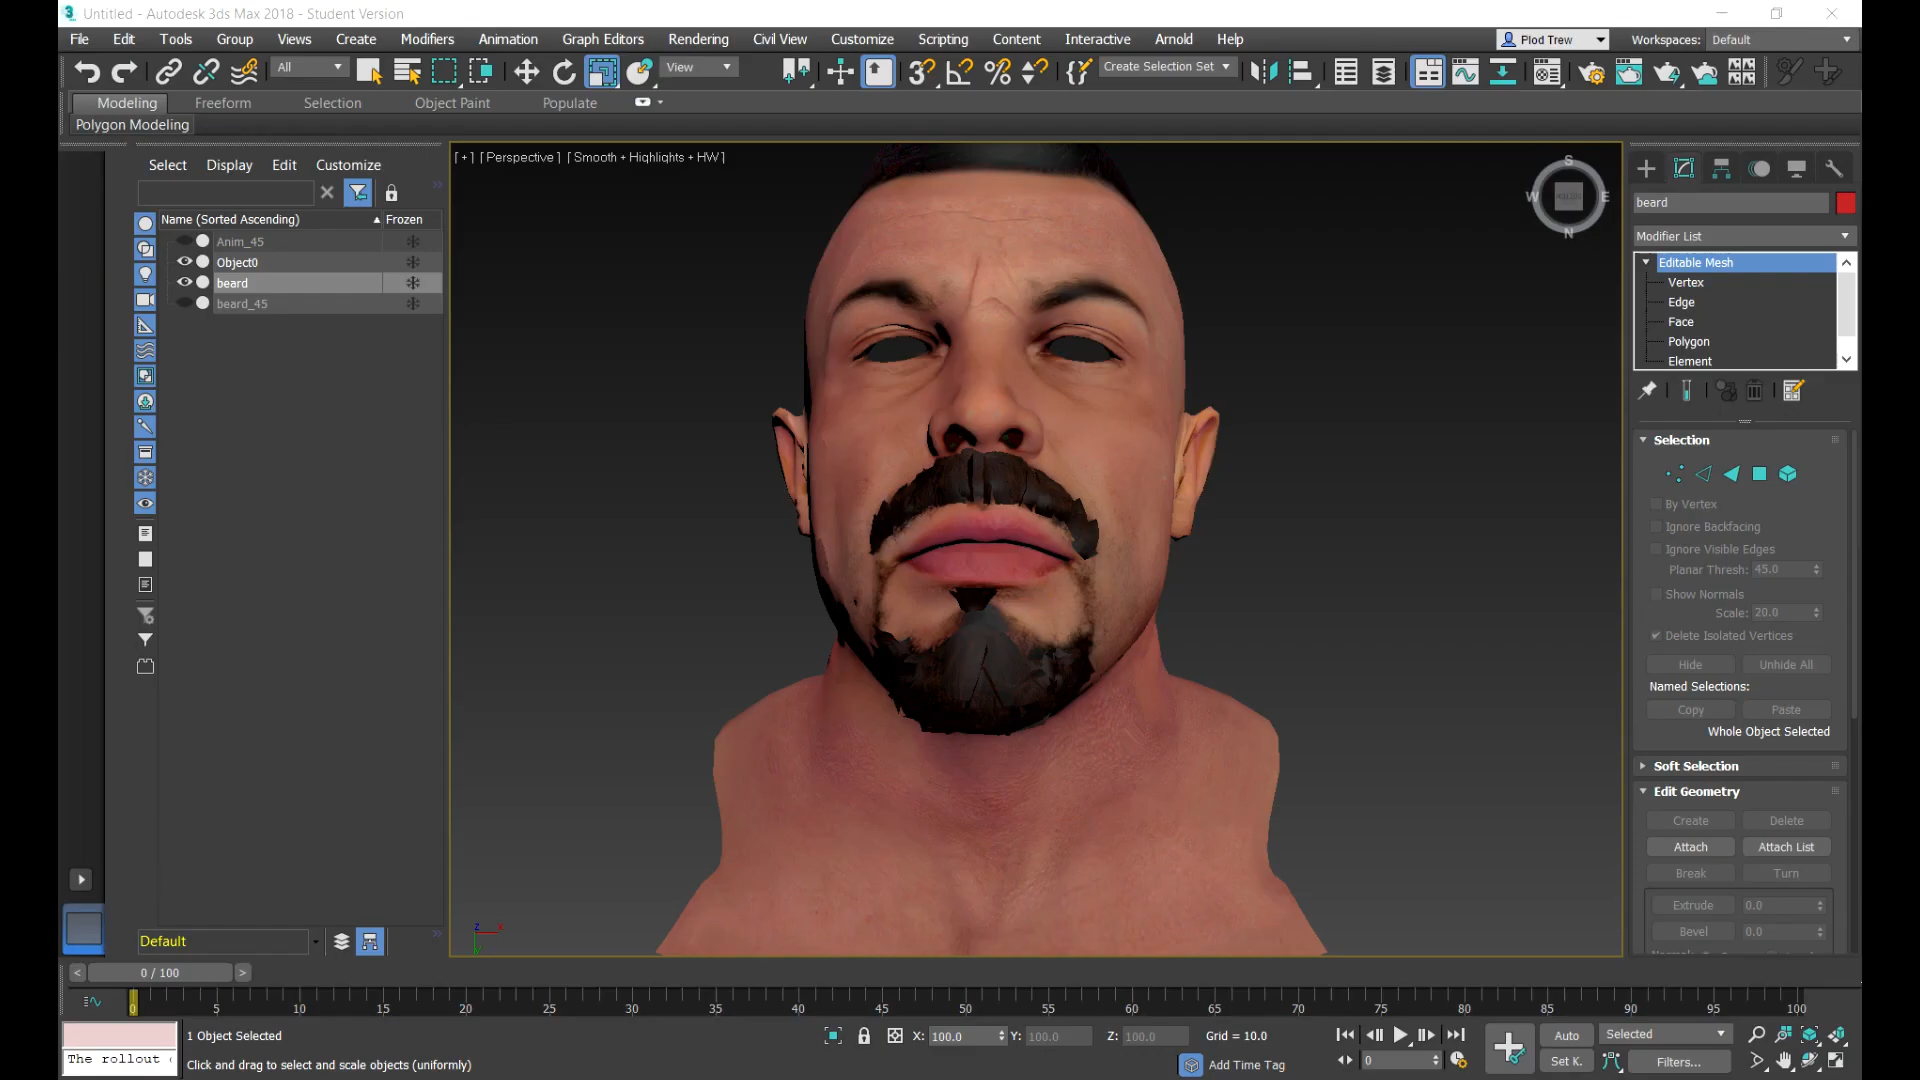 Untitled - Autodesk 3ds Max 2018 - Student Version
File Edit Tools Group Views Create Modifiers Animation Graph Editors Rendering Civil View Customize Scripting Content Interactive Arnold Help
Plod Trew
Workspaces: Default
All
View
Create Selection Set
Modeling Freeform Selection Object Paint Populate
Polygon Modeling
Select Display Edit Customize
Name (Sorted Ascending) Frozen
Anim_45
Object0
beard
beard_45
[+] [Perspective] [Smooth + Highlights + HW]
S
W E
N
beard
Modifier List
Editable Mesh
Vertex
Edge
Face
Polygon
Element
Selection
By Vertex
Ignore Backfacing
Ignore Visible Edges
Planar Thresh: 45.0
Show Normals
Scale: 20.0
Delete Isolated Vertices
Hide Unhide All
Named Selections:
Copy Paste
Whole Object Selected
Soft Selection
Edit Geometry
Create Delete
Attach Attach List
Break Turn
Extrude 0.0
Bevel 0.0
Default
z x
y
< 0 / 100 >
0 5 10 15 20 25 30 35 40 45 50 55 60 65 70 75 80 85 90 95 100
1 Object Selected
X: 100.0 Y: 100.0 Z: 100.0 Grid = 10.0
Auto Selected
The rollout
Click and drag to select and scale objects (uniformly)
Add Time Tag
0
Set K. Filters...